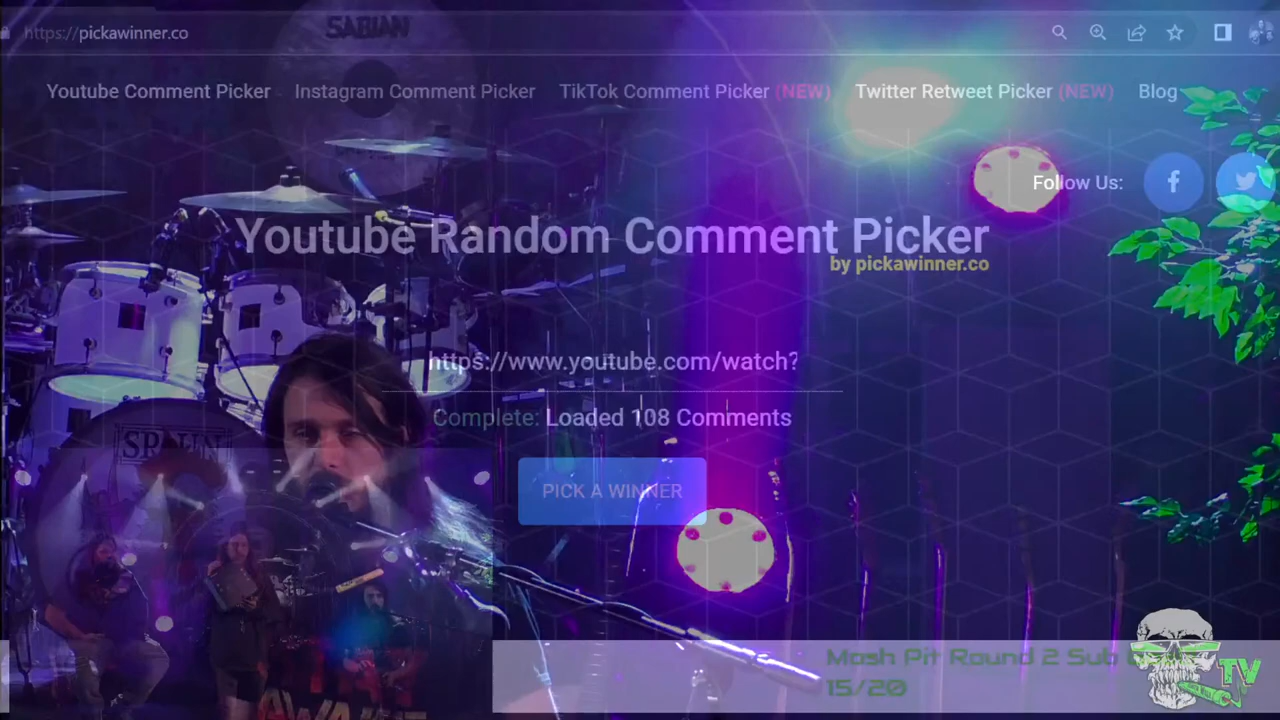 SABIAN
https://pickawinner.co
Youtube Comment Picker Instagram Comment Picker TikTok Comment Picker (NEW) Twitter Retweet Picker (NEW) Blog
Follow Us:
Youtube Random Comment Picker
by pickawinner.co
https://www.youtube.com/watch?
Complete: Loaded 108 Comments
PICK A WINNER
Mosh Pit Round 2 Sub
15/20
TV